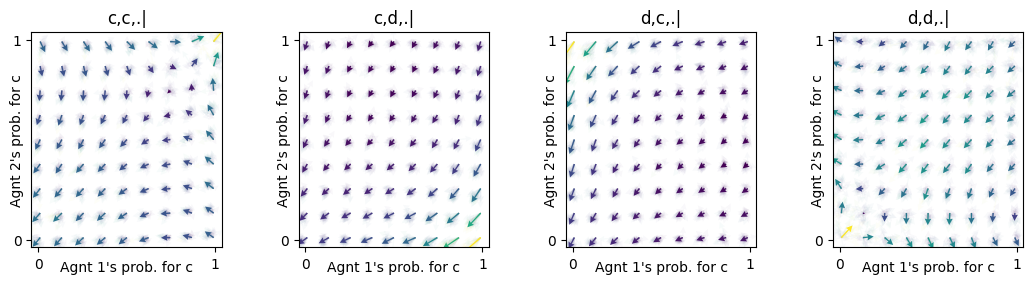 c,c,.|
c,d,.|
d,c,.|
d,d,.|
1
Agnt 2's prob. for c
0
0
Agnt 1's prob. for c
1
1
Agnt 2's prob. for c
0
0
Agnt 1's prob. for c
1
1
Agnt 2's prob. for c
0
0
Agnt 1's prob. for c
1
1
Agnt 2's prob. for c
0
0
Agnt 1's prob. for c
1